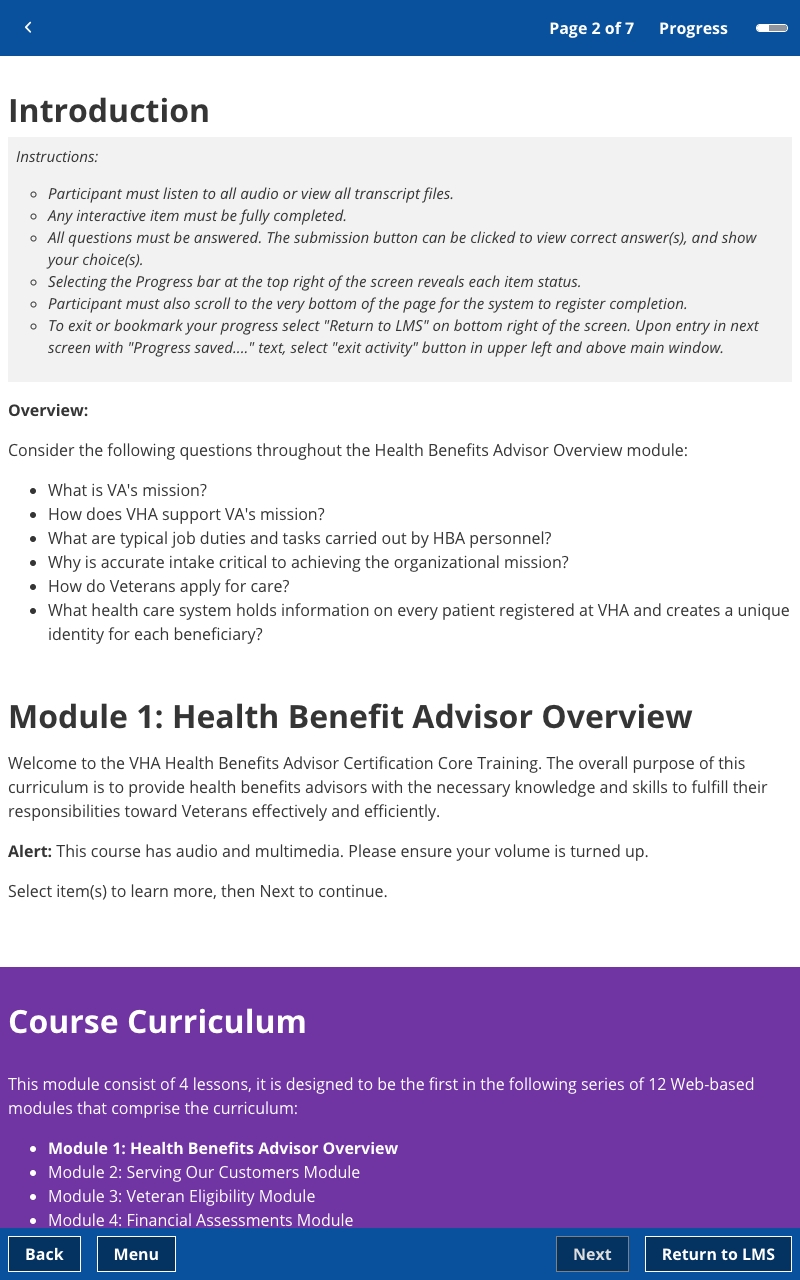 Page 2 of 7 Progress
Introduction
Instructions:
Participant must listen to all audio or view all transcript files.
Any interactive item must be fully completed.
All questions must be answered. The submission button can be clicked to view correct answer(s), and show
your choice(s).
Selecting the Progress bar at the top right of the screen reveals each item status.
Participant must also scroll to the very bottom of the page for the system to register completion.
To exit or bookmark your progress select "Return to LMS" on bottom right of the screen. Upon entry in next
screen with "Progress saved...." text, select "exit activity" button in upper left and above main window.
Overview:
Consider the following questions throughout the Health Benefits Advisor Overview module:
What is VA's mission?
How does VHA support VA's mission?
What are typical job duties and tasks carried out by HBA personnel?
Why is accurate intake critical to achieving the organizational mission?
How do Veterans apply for care?
What health care system holds information on every patient registered at VHA and creates a unique
identity for each beneficiary?
Module 1: Health Benefit Advisor Overview
Welcome to the VHA Health Benefits Advisor Certification Core Training. The overall purpose of this
curriculum is to provide health benefits advisors with the necessary knowledge and skills to fulfill their
responsibilities toward Veterans effectively and efficiently.
Alert: This course has audio and multimedia. Please ensure your volume is turned up.
Select item(s) to learn more, then Next to continue.
Course Curriculum
This module consist of 4 lessons, it is designed to be the first in the following series of 12 Web-based
modules that comprise the curriculum:
Module 1: Health Benefits Advisor Overview
Module 2: Serving Our Customers Module
Module 3: Veteran Eligibility Module
Module 4: Financial Assessments Module
Back Menu Next Return to LMS